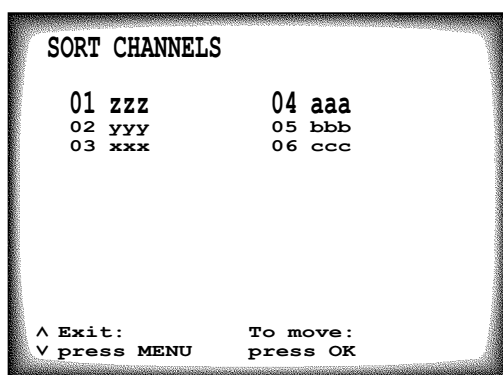 SORT CHANNELS
01 zzz 04 aaa
02 yyy 05 bbb
03 xxx 06 ccc
^ Exit: To move:
v press MENU press OK